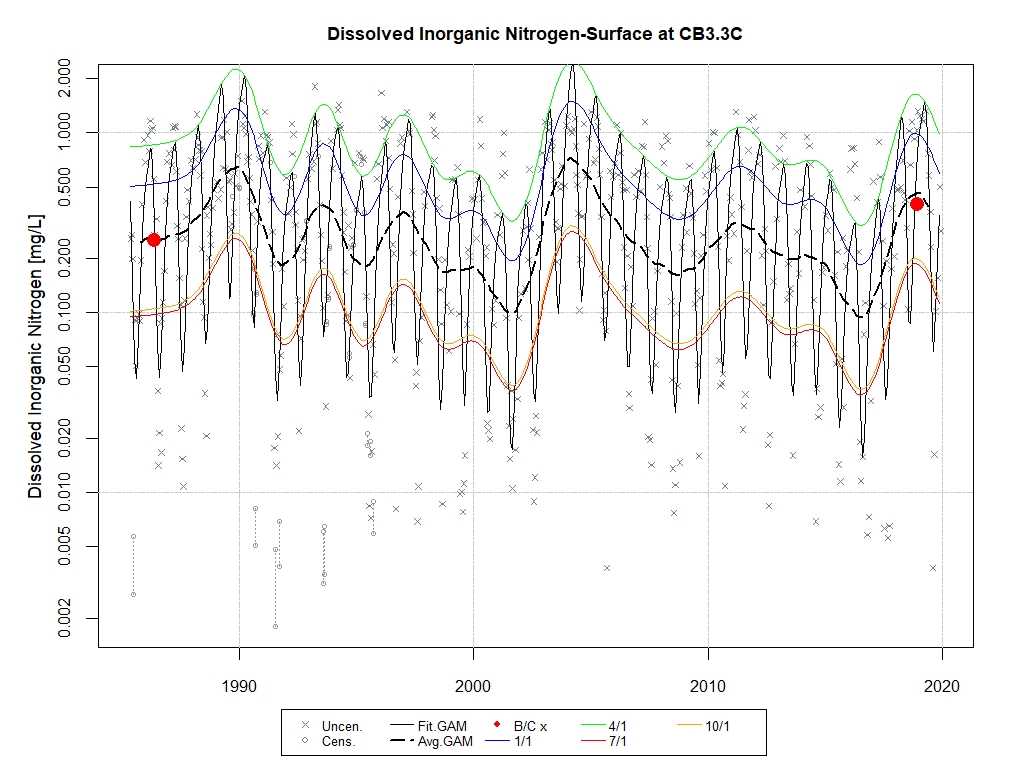 Dissolved Inorganic Nitrogen-Surface at CB3.3C
Dissolved Inorganic Nitrogen [mg/L]
2.000
1.000
0.500
0.200
0.100
0.050
0.020
0.010
0.005
0.002
1990 2000 2010 2020
Uncen. Fit.GAM B/C x 4/1 10/1
Cens. Avg.GAM 1/1 7/1